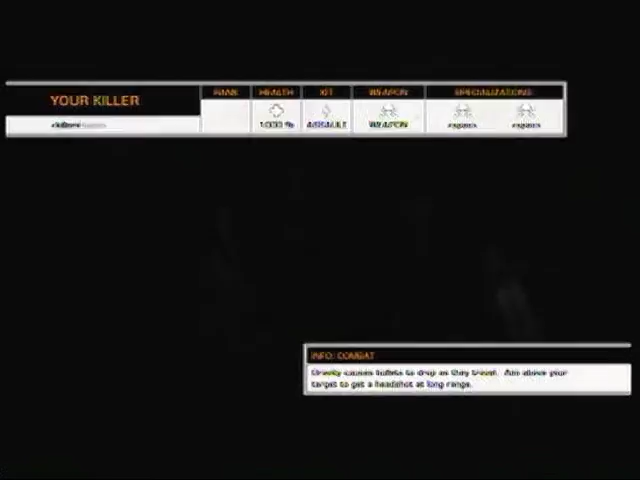 YOUR KILLER
RANK HEALTH KIT WEAPON SPECIALIZATIONS
ASSAULT WEAPON
INFO: COMBAT
Gravity causes bullets to drop as they travel. Aim above your
target to get a headshot at long range.